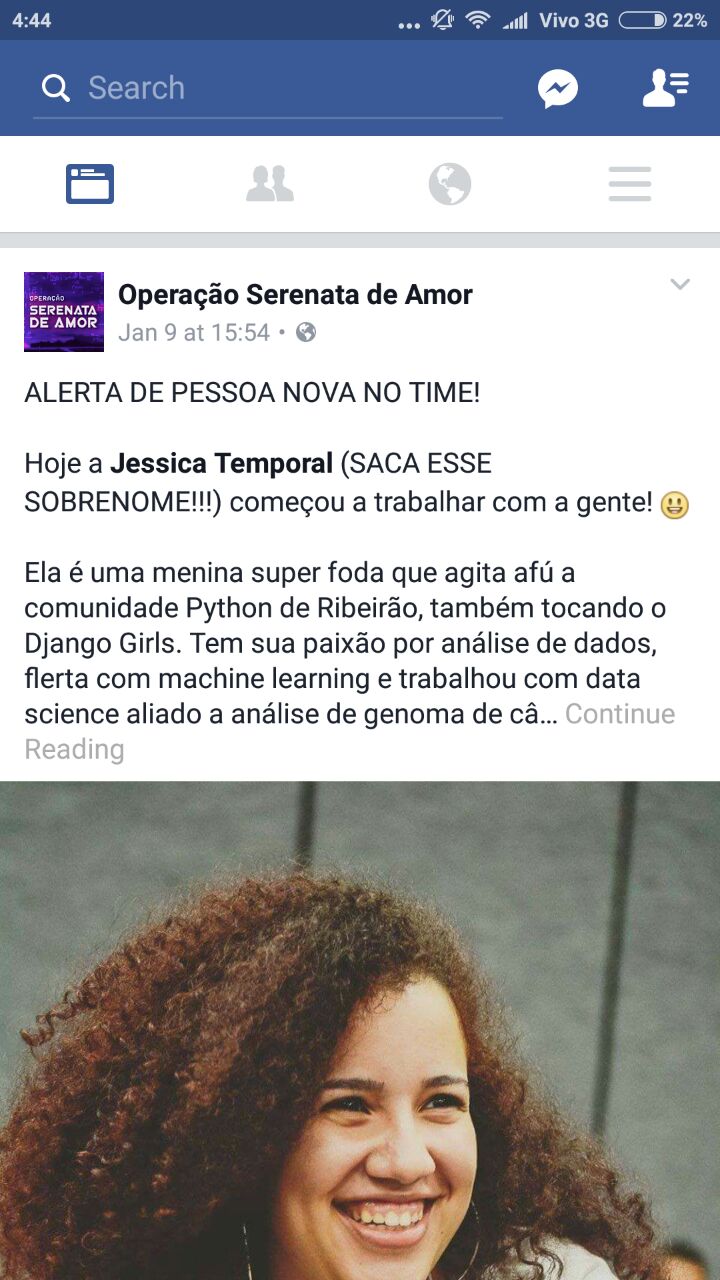 4:44 ... Vivo 3G 22%
Search
OPERAÇÃO
SERENATA
DE AMOR
Operação Serenata de Amor
Jan 9 at 15:54 •
ALERTA DE PESSOA NOVA NO TIME!
Hoje a Jessica Temporal (SACA ESSE
SOBRENOME!!!) começou a trabalhar com a gente! 😃
Ela é uma menina super foda que agita afú a
comunidade Python de Ribeirão, também tocando o
Django Girls. Tem sua paixão por análise de dados,
flerta com machine learning e trabalhou com data
science aliado a análise de genoma de câ... Continue
Reading